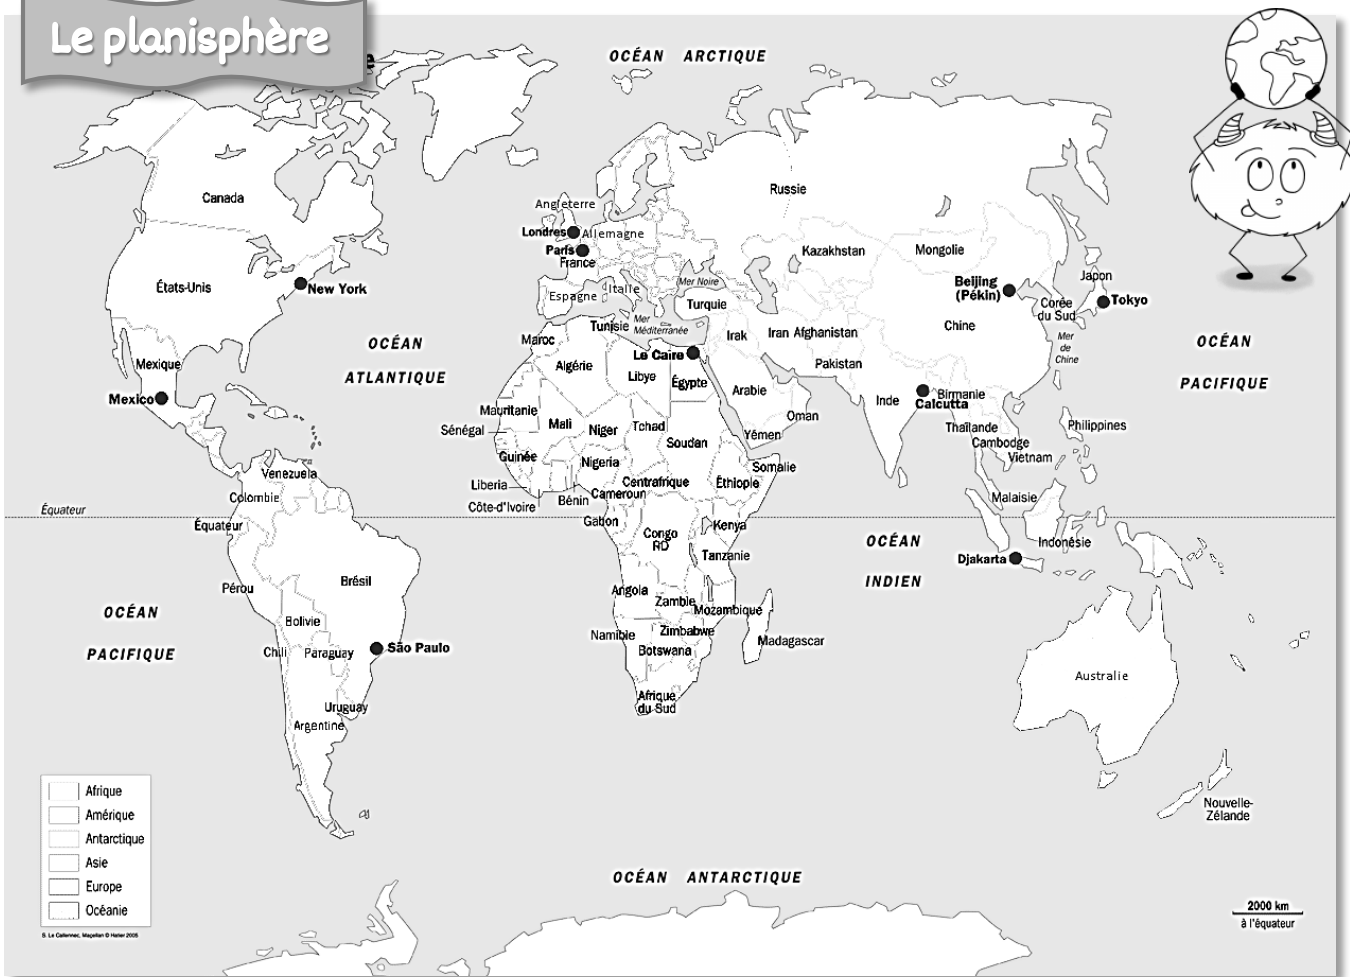 Le planisphère
OCÉAN ARCTIQUE
Canada
Russie
Angleterre
Londres
Allemagne
Paris
France
Kazakhstan
Mongolie
États-Unis
New York
Espagne
Italie
Mer Noire
Turquie
Beijing
(Pékin)
Japon
Tokyo
Corée
du Sud
Chine
Mer
de
Chine
OCÉAN
ATLANTIQUE
OCÉAN
PACIFIQUE
Tunisie
Mer
Méditerranée
Maroc
Irak
Iran
Afghanistan
Pakistan
Mexique
Mexico
Algérie
Libye
Le Caire
Égypte
Arabie
Oman
Yémen
Inde
Birmanie
Calcutta
Thaïlande
Cambodge
Vietnam
Philippines
Mauritanie
Sénégal
Mali
Niger
Tchad
Soudan
Guinée
Nigeria
Somalie
Liberia
Côte-d'Ivoire
Bénin
Centrafrique
Cameroun
Éthiopie
Venezuela
Colombie
Malaisie
Équateur
Équateur
Gabon
Congo
RD
Kenya
Tanzanie
OCÉAN
INDIEN
Indonésie
Djakarta
Pérou
Brésil
Bolivie
Angola
Zambie
Mozambique
OCÉAN
PACIFIQUE
Chili
Paraguay
São Paulo
Namibie
Zimbabwe
Botswana
Madagascar
Australie
Afrique
du Sud
Uruguay
Argentine
Nouvelle-
Zélande
Afrique
Amérique
Antarctique
Asie
Europe
Océanie
S. Le Callennec, Magellan © Hatier 2005
OCÉAN ANTARCTIQUE
2000 km
à l'équateur